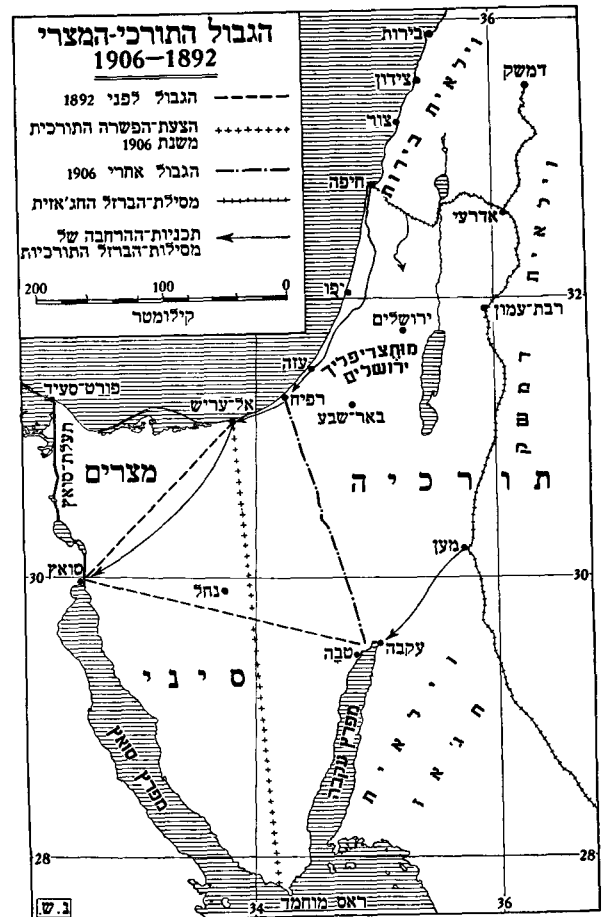 הגבול התורכי-המצרי
1906–1892
הגבול לפני 1892
הצעת-הפשרה התורכית
משנת 1906
הגבול אחרי 1906
מסילת-הברזל החג'אזית
תכניות-ההרחבה של
מסילות-הברזל התורכיות
200
0
קילומטר
36
בירות
צידון
צור
דמשק
וילאית בירות
חיפה
אדרעי
וילאית דמשק
32
יפו
ירושלים
רבת-עמון
מותצריפליק
ירושלים
עזה
רפיח
באר-שבע
פורט-סעיד
אל-עריש
תעלת-סואץ
מצרים
תורכיה
מען
סואץ
30
30
נחל
עקבה
טבה
סיני
מפרץ סואץ
מפרץ עקבה
וילאית
חג'אז
28
28
34
ראס מוחמד
36
נ.ש.